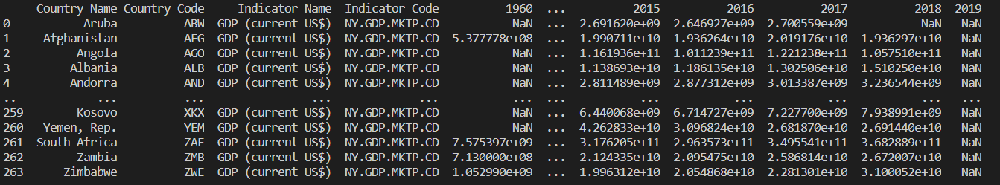 Country Name Country Code Indicator Name Indicator Code 1960 ... 2015 2016 2017 2018 2019
0 Aruba ABW GDP (current US$) NY.GDP.MKTP.CD NaN ... 2.691620e+09 2.646927e+09 2.700559e+09 NaN NaN
1 Afghanistan AFG GDP (current US$) NY.GDP.MKTP.CD 5.377778e+08 ... 1.990711e+10 1.936264e+10 2.019176e+10 1.936297e+10 NaN
2 Angola AGO GDP (current US$) NY.GDP.MKTP.CD NaN ... 1.161936e+11 1.011239e+11 1.221238e+11 1.057510e+11 NaN
3 Albania ALB GDP (current US$) NY.GDP.MKTP.CD NaN ... 1.138693e+10 1.186135e+10 1.302506e+10 1.510250e+10 NaN
4 Andorra AND GDP (current US$) NY.GDP.MKTP.CD NaN ... 2.811489e+09 2.877312e+09 3.013387e+09 3.236544e+09 NaN
.. ... ... ... ... ... ... ... ... ... ... ...
259 Kosovo XKX GDP (current US$) NY.GDP.MKTP.CD NaN ... 6.440068e+09 6.714727e+09 7.227700e+09 7.938991e+09 NaN
260 Yemen, Rep. YEM GDP (current US$) NY.GDP.MKTP.CD NaN ... 4.262833e+10 3.096824e+10 2.681870e+10 2.691440e+10 NaN
261 South Africa ZAF GDP (current US$) NY.GDP.MKTP.CD 7.575397e+09 ... 3.176205e+11 2.963573e+11 3.495541e+11 3.682889e+11 NaN
262 Zambia ZMB GDP (current US$) NY.GDP.MKTP.CD 7.130000e+08 ... 2.124335e+10 2.095475e+10 2.586814e+10 2.672007e+10 NaN
263 Zimbabwe ZWE GDP (current US$) NY.GDP.MKTP.CD 1.052990e+09 ... 1.996312e+10 2.054868e+10 2.281301e+10 3.100052e+10 NaN